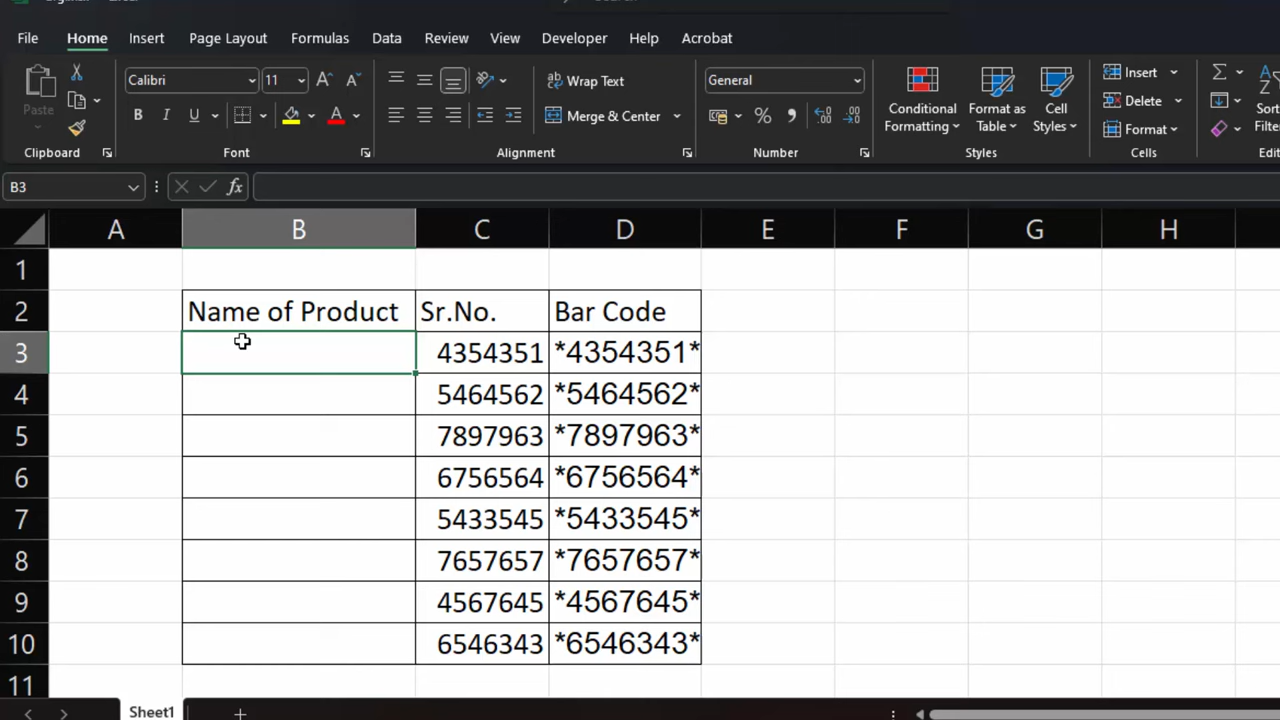 File Home Insert Page Layout Formulas Data Review View Developer Help Acrobat
Paste
Calibri 11
B I U A
Wrap Text
Merge & Center
General
Conditional Formatting
Format as Table
Cell Styles
Insert
Delete
Format
Clipboard Font Alignment Number Styles Cells
B3 fx
A B C D E F G H
1
2 Name of Product Sr.No. Bar Code
3 4354351 *4354351*
4 5464562 *5464562*
5 7897963 *7897963*
6 6756564 *6756564*
7 5433545 *5433545*
8 7657657 *7657657*
9 4567645 *4567645*
10 6546343 *6546343*
11
Sheet1